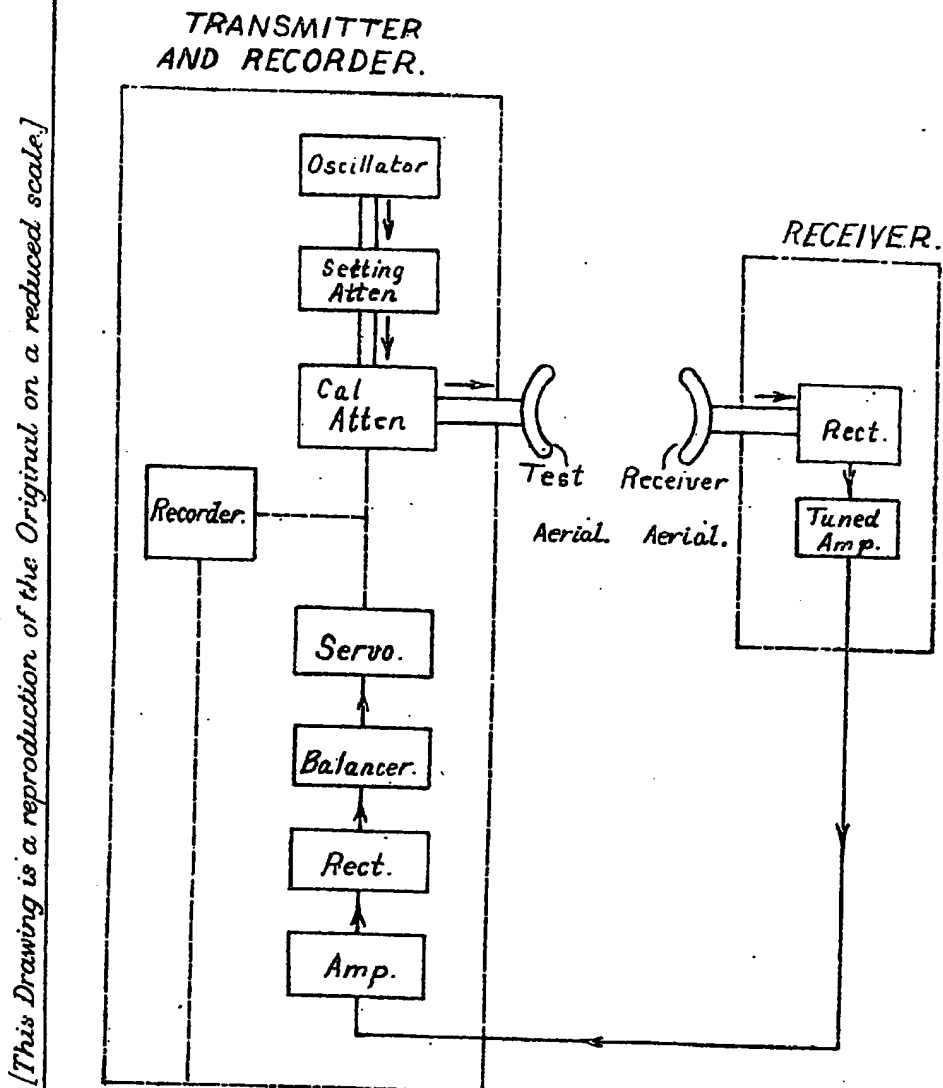 [This Drawing is a reproduction of the Original on a reduced scale.]
TRANSMITTER
AND RECORDER.
Oscillator
Setting
Atten
Cal
Atten
Recorder.
Servo.
Balancer.
Rect.
Amp.
Test
Aerial.
Receiver
Aerial.
RECEIVER.
Rect.
Tuned
Amp.